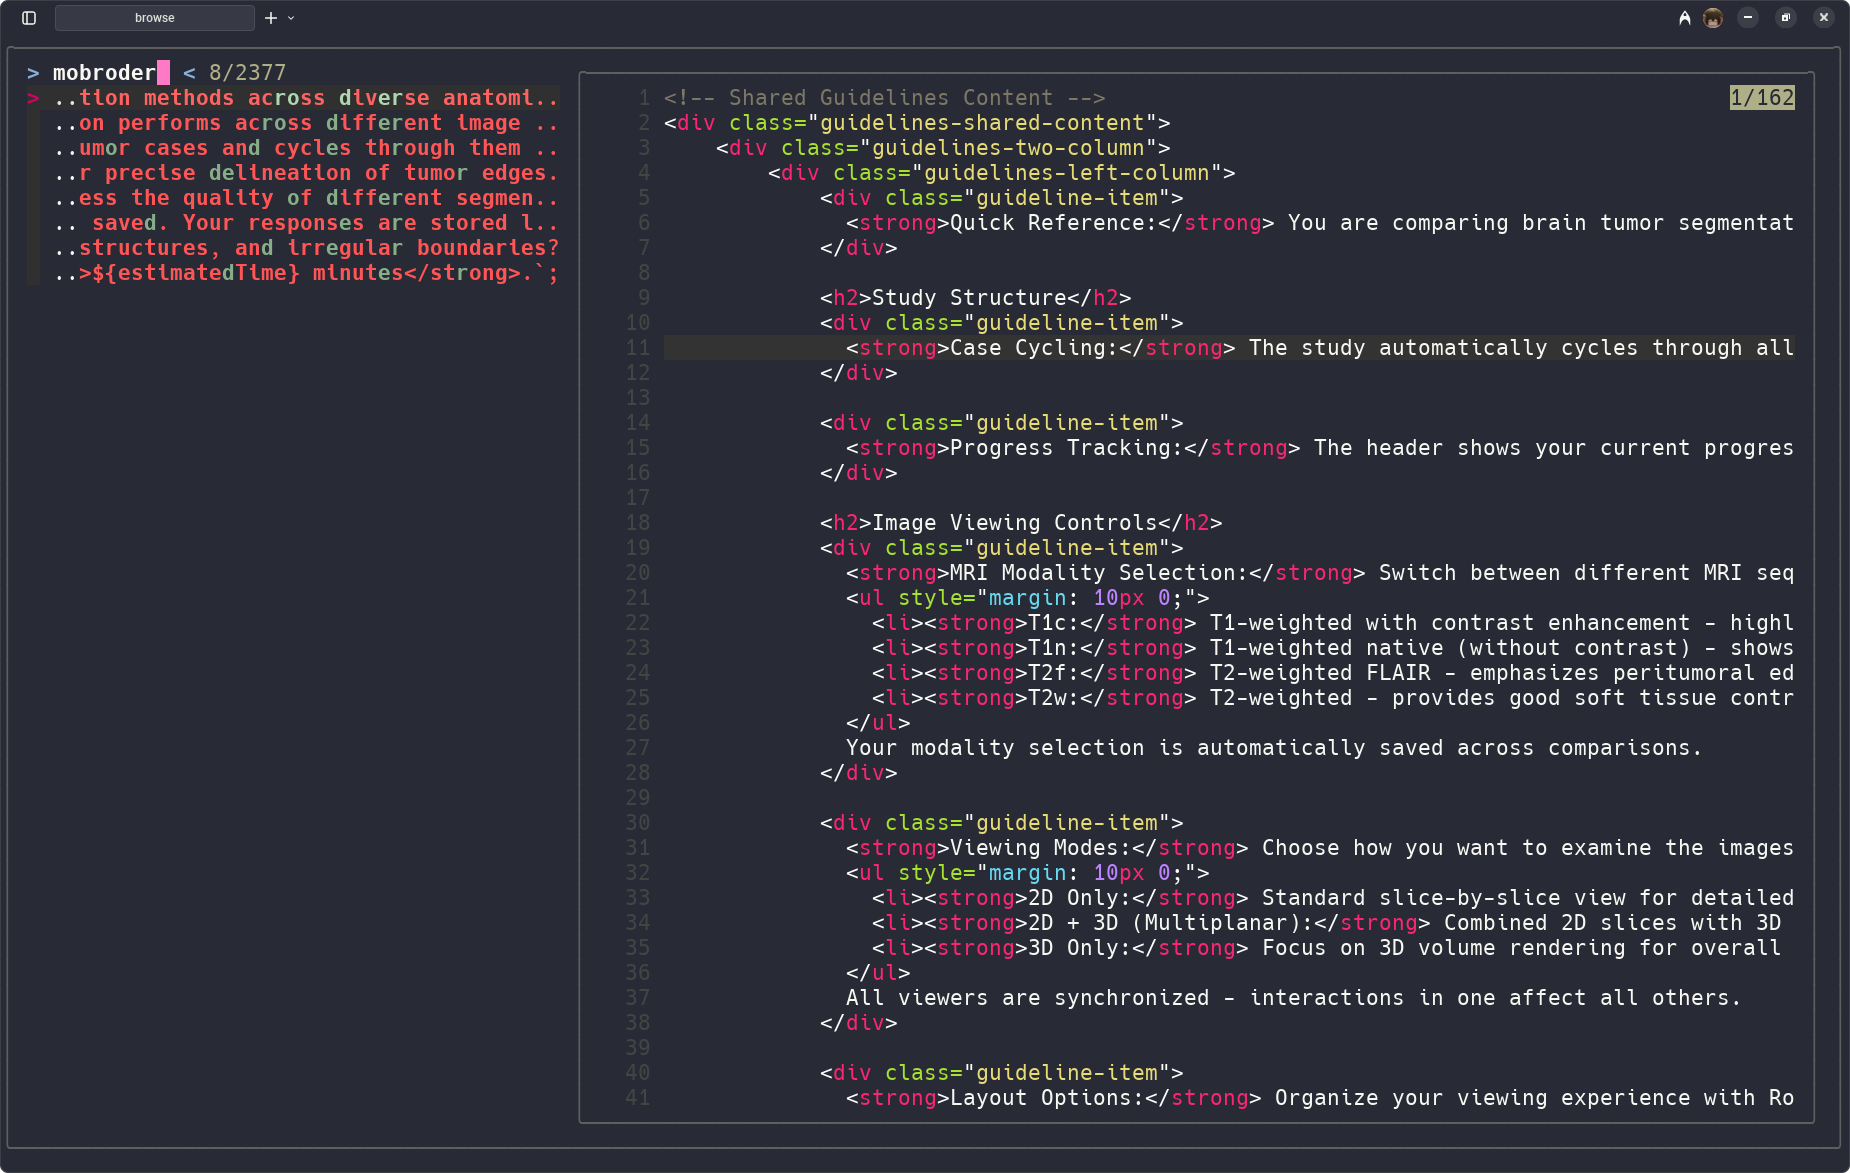 browse
> mobroder < 8/2377
> ..tion methods across diverse anatomi..
..on performs across different image ..
..umor cases and cycles through them ..
..r precise delineation of tumor edges.
..ess the quality of different segmen..
.. saved. Your responses are stored l..
..structures, and irregular boundaries?
..>${estimatedTime} minutes</strong>.`;
1/162
1 <!-- Shared Guidelines Content -->
2 <div class="guidelines-shared-content">
3     <div class="guidelines-two-column">
4         <div class="guidelines-left-column">
5             <div class="guideline-item">
6               <strong>Quick Reference:</strong> You are comparing brain tumor segmentat
7             </div>
8
9             <h2>Study Structure</h2>
10             <div class="guideline-item">
11               <strong>Case Cycling:</strong> The study automatically cycles through all
12             </div>
13
14             <div class="guideline-item">
15               <strong>Progress Tracking:</strong> The header shows your current progres
16             </div>
17
18             <h2>Image Viewing Controls</h2>
19             <div class="guideline-item">
20               <strong>MRI Modality Selection:</strong> Switch between different MRI seq
21               <ul style="margin: 10px 0;">
22                 <li><strong>T1c:</strong> T1-weighted with contrast enhancement - highl
23                 <li><strong>T1n:</strong> T1-weighted native (without contrast) - shows
24                 <li><strong>T2f:</strong> T2-weighted FLAIR - emphasizes peritumoral ed
25                 <li><strong>T2w:</strong> T2-weighted - provides good soft tissue contr
26               </ul>
27               Your modality selection is automatically saved across comparisons.
28             </div>
29
30             <div class="guideline-item">
31               <strong>Viewing Modes:</strong> Choose how you want to examine the images
32               <ul style="margin: 10px 0;">
33                 <li><strong>2D Only:</strong> Standard slice-by-slice view for detailed
34                 <li><strong>2D + 3D (Multiplanar):</strong> Combined 2D slices with 3D
35                 <li><strong>3D Only:</strong> Focus on 3D volume rendering for overall
36               </ul>
37               All viewers are synchronized - interactions in one affect all others.
38             </div>
39
40             <div class="guideline-item">
41               <strong>Layout Options:</strong> Organize your viewing experience with Ro